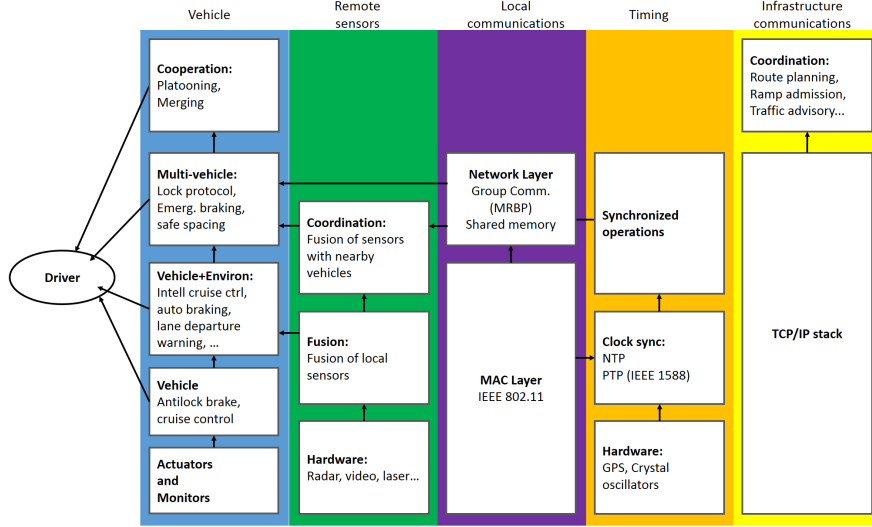 Vehicle
Remote
sensors
Local
communications
Timing
Infrastructure
communications
Cooperation:
Platooning,
Merging
Multi-vehicle:
Lock protocol,
Emerg. braking,
safe spacing
Vehicle+Environ:
Intell cruise ctrl,
auto braking,
lane departure
warning, ...
Vehicle
Antilock brake,
cruise control
Actuators
and
Monitors
Driver
Coordination:
Fusion of sensors
with nearby
vehicles
Fusion:
Fusion of local
sensors
Hardware:
Radar, video, laser...
Network Layer
Group Comm.
(MRBP)
Shared memory
MAC Layer
IEEE 802.11
Synchronized
operations
Clock sync:
NTP
PTP (IEEE 1588)
Hardware:
GPS, Crystal
oscillators
Coordination:
Route planning,
Ramp admission,
Traffic advisory...
TCP/IP stack